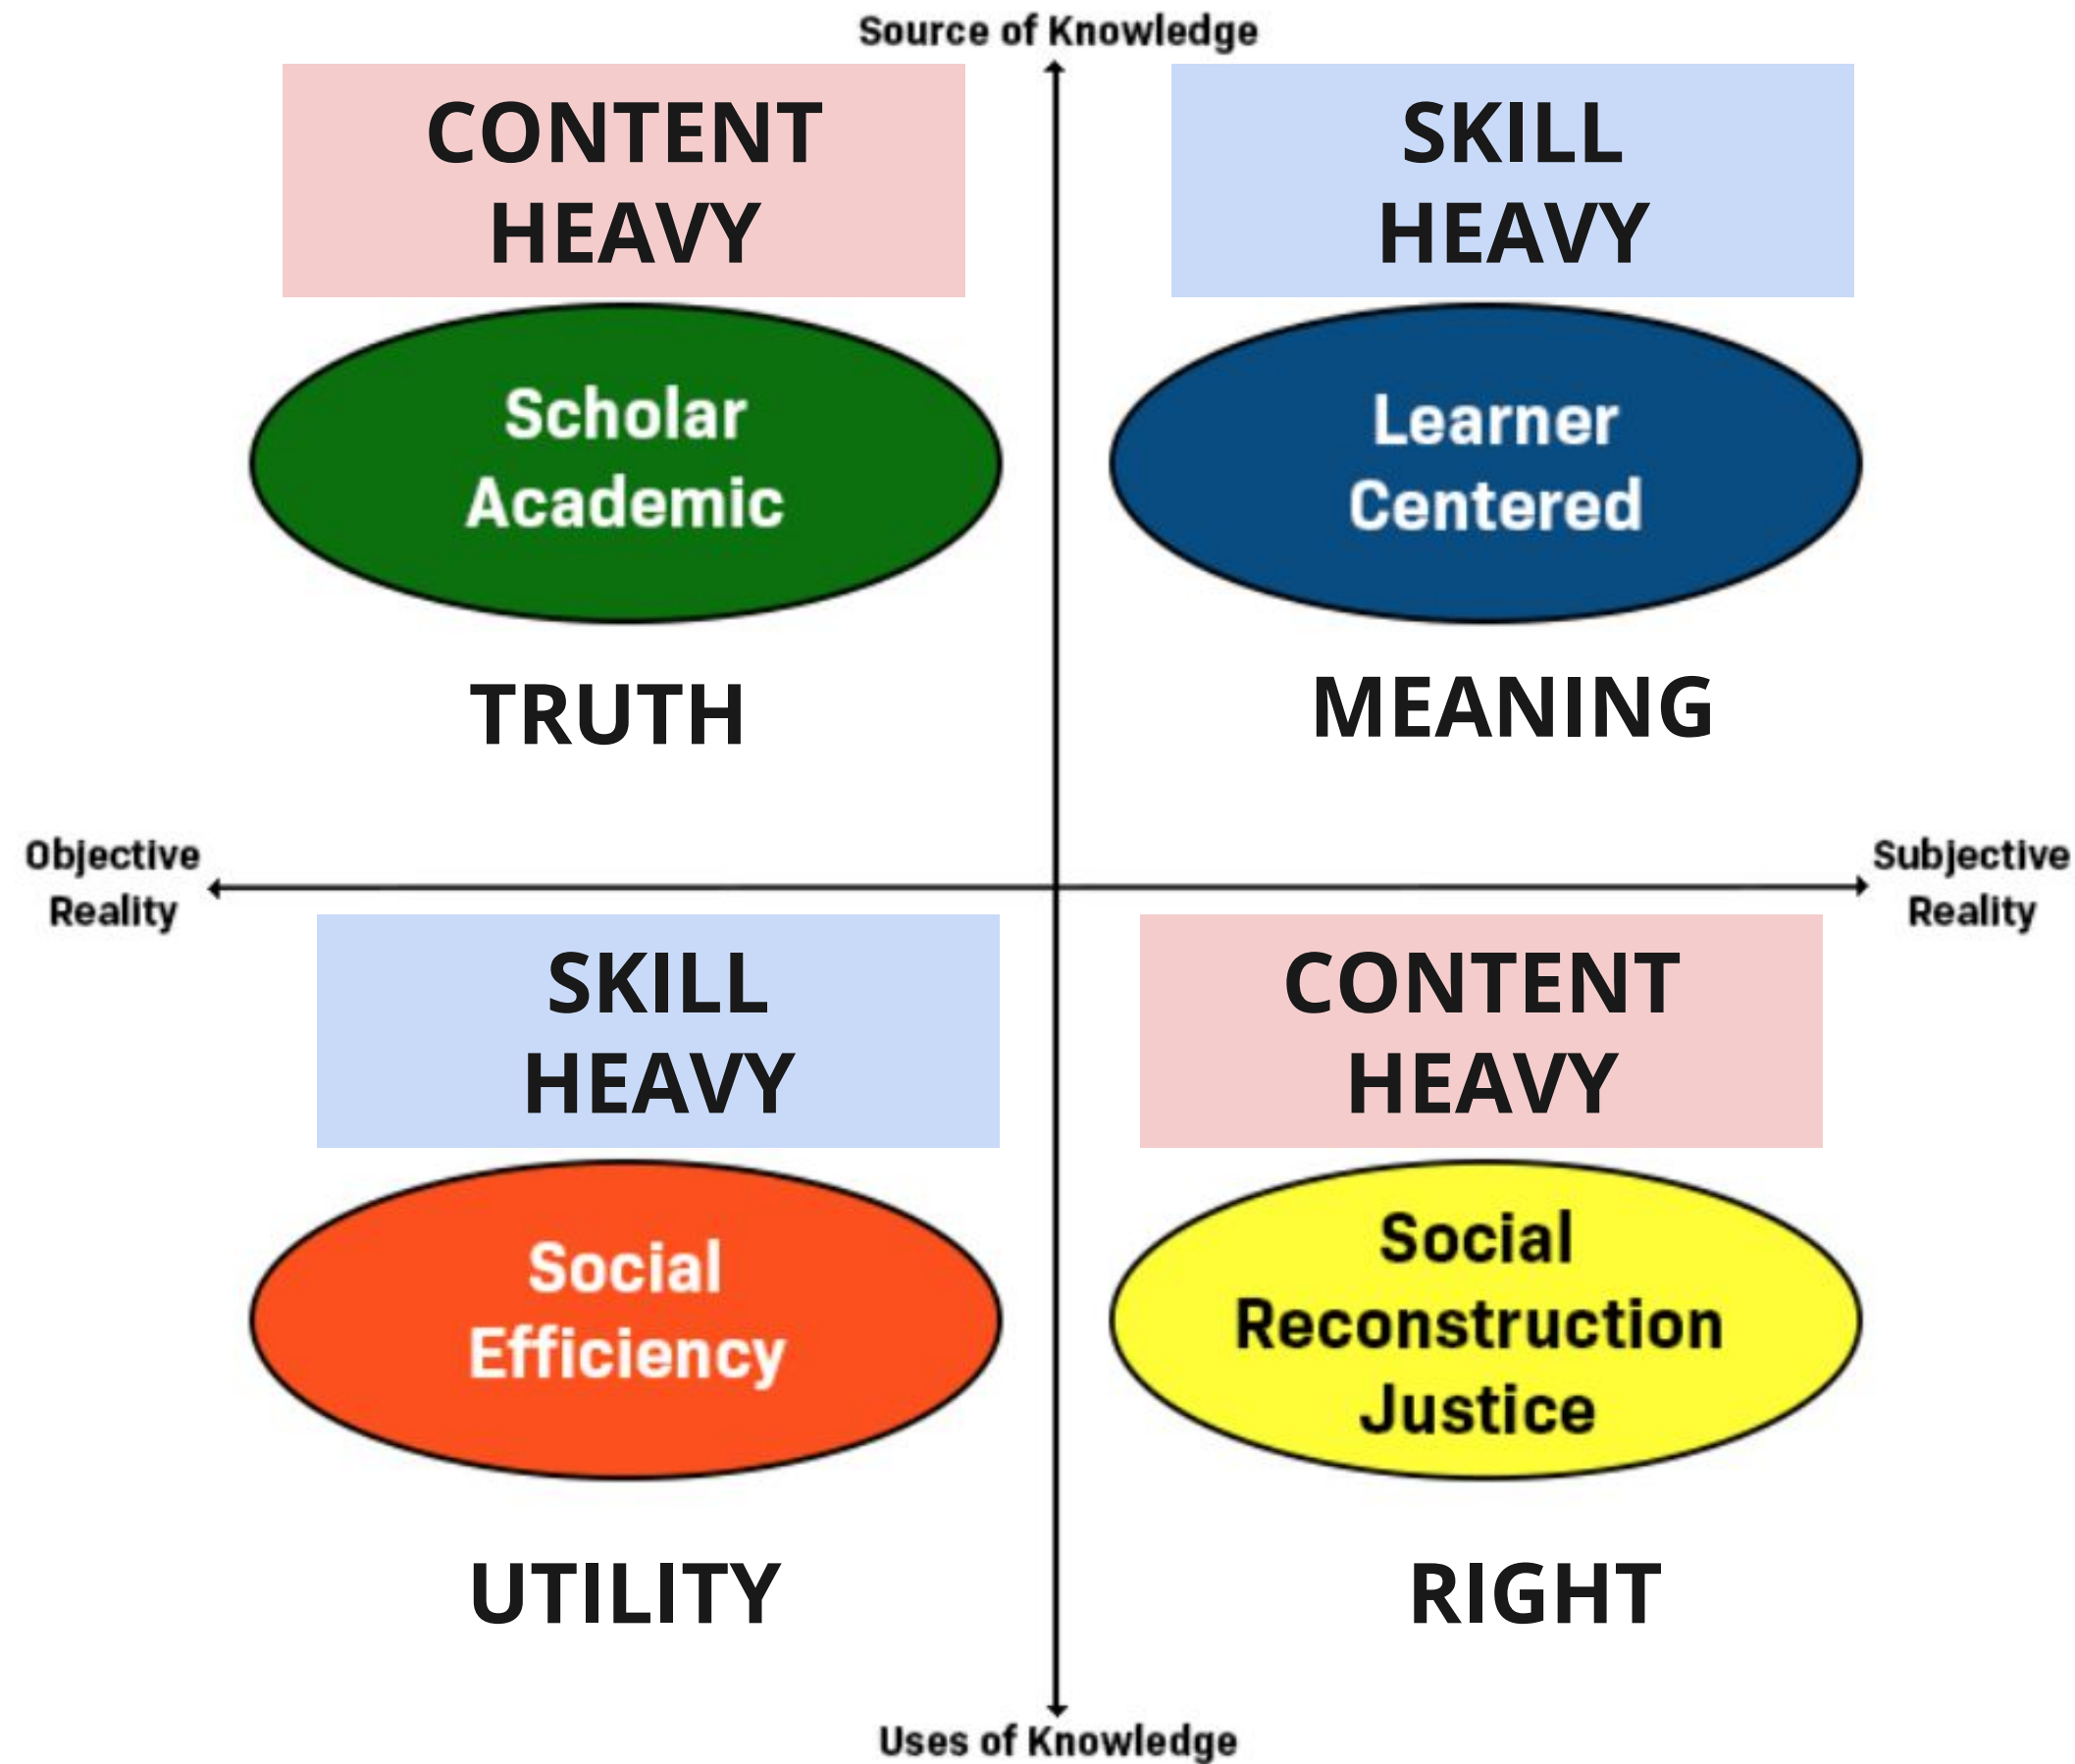 Source of Knowledge
CONTENT
HEAVY
SKILL
HEAVY
Scholar
Academic
Learner
Centered
TRUTH
MEANING
Objective
Reality
Subjective
Reality
SKILL
HEAVY
CONTENT
HEAVY
Social
Efficiency
Social
Reconstruction
Justice
UTILITY
RIGHT
Uses of Knowledge